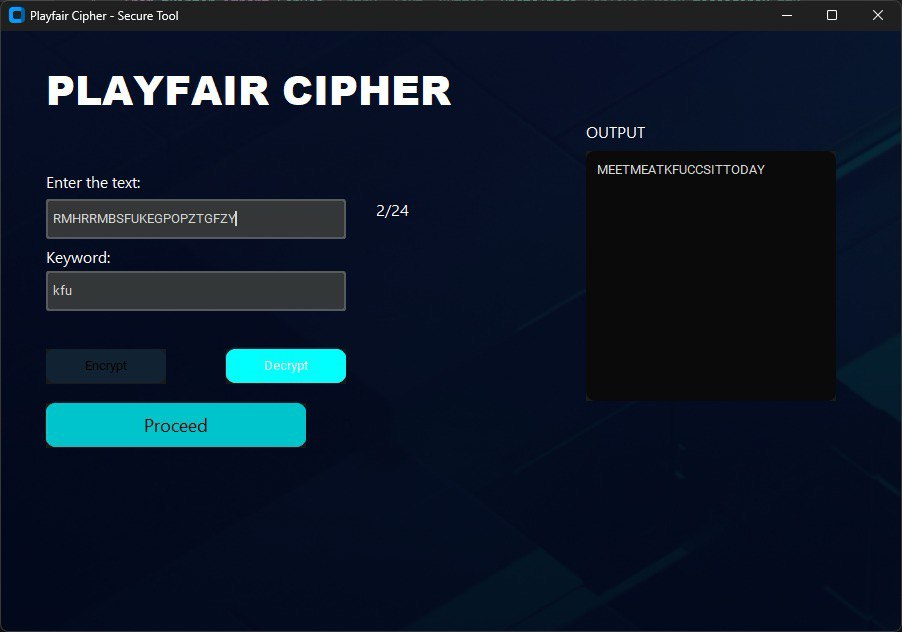 Playfair Cipher - Secure Tool
PLAYFAIR CIPHER
Enter the text:
RMHRRMBSFUKEGPOPZTGFZY
2/24
Keyword:
kfu
Encrypt
Decrypt
Proceed
OUTPUT
MEETMEATKFUCCSITTODAY